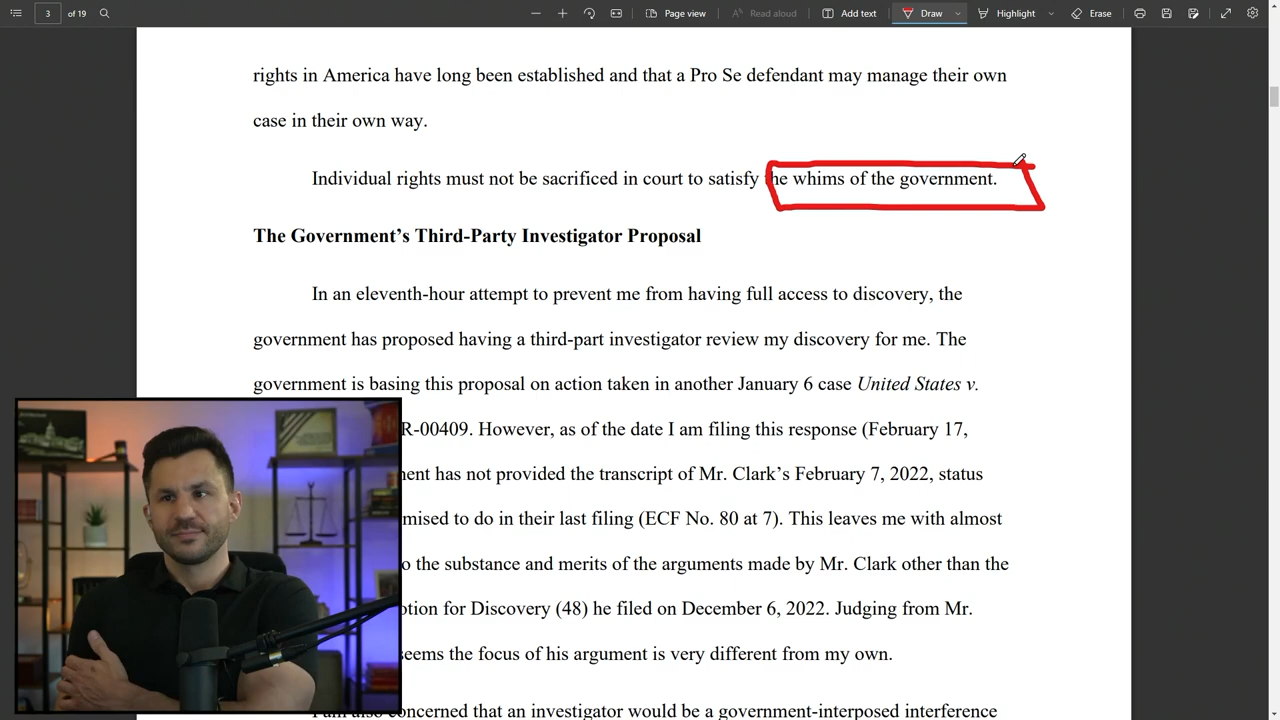 3 of 19
Page view
Read aloud
Add text
Draw
Highlight
Erase
rights in America have long been established and that a Pro Se defendant may manage their own
case in their own way.
Individual rights must not be sacrificed in court to satisfy the whims of the government.
The Government’s Third-Party Investigator Proposal
In an eleventh-hour attempt to prevent me from having full access to discovery, the
government has proposed having a third-part investigator review my discovery for me. The
government is basing this proposal on action taken in another January 6 case United States v.
R-00409. However, as of the date I am filing this response (February 17,
has not provided the transcript of Mr. Clark’s February 7, 2022, status
to do in their last filing (ECF No. 80 at 7). This leaves me with almost
the substance and merits of the arguments made by Mr. Clark other than the
for Discovery (48) he filed on December 6, 2022. Judging from Mr.
seems the focus of his argument is very different from my own.
I am also concerned that an investigator would be a government-interposed interference